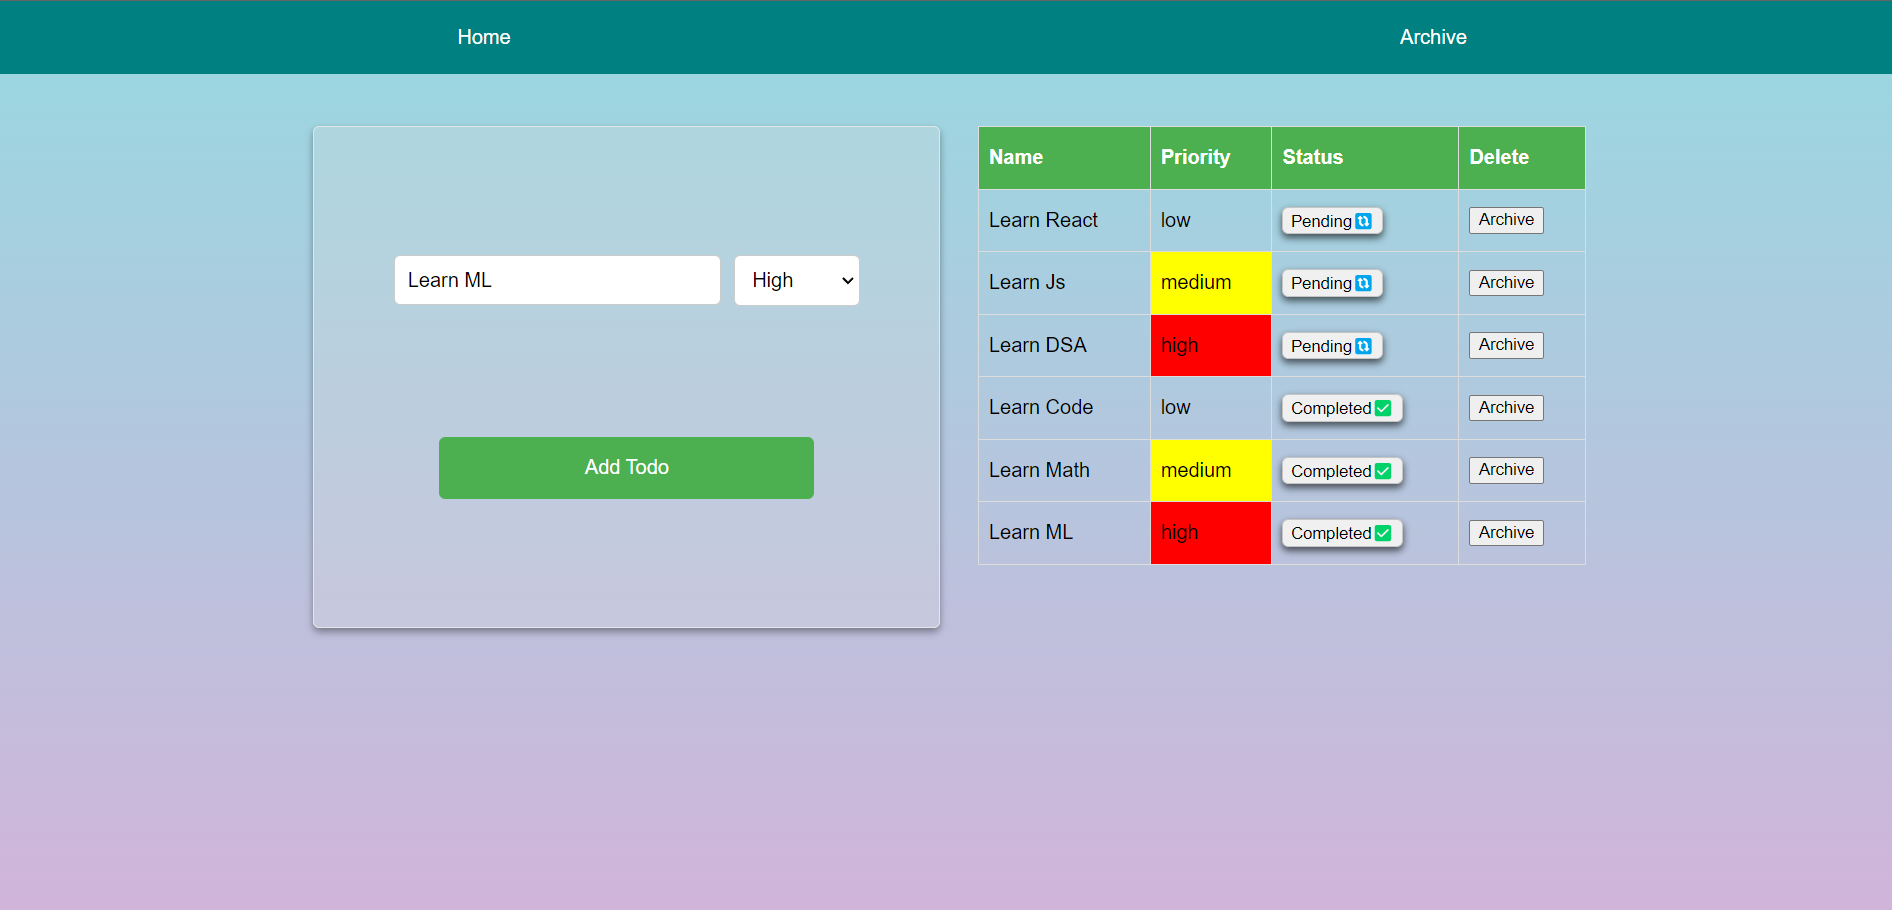 Home Archive
Learn ML High
Add Todo
Name Priority Status Delete
Learn React low Pending🔃 Archive
Learn Js medium Pending🔃 Archive
Learn DSA high Pending🔃 Archive
Learn Code low Completed✅ Archive
Learn Math medium Completed✅ Archive
Learn ML high Completed✅ Archive